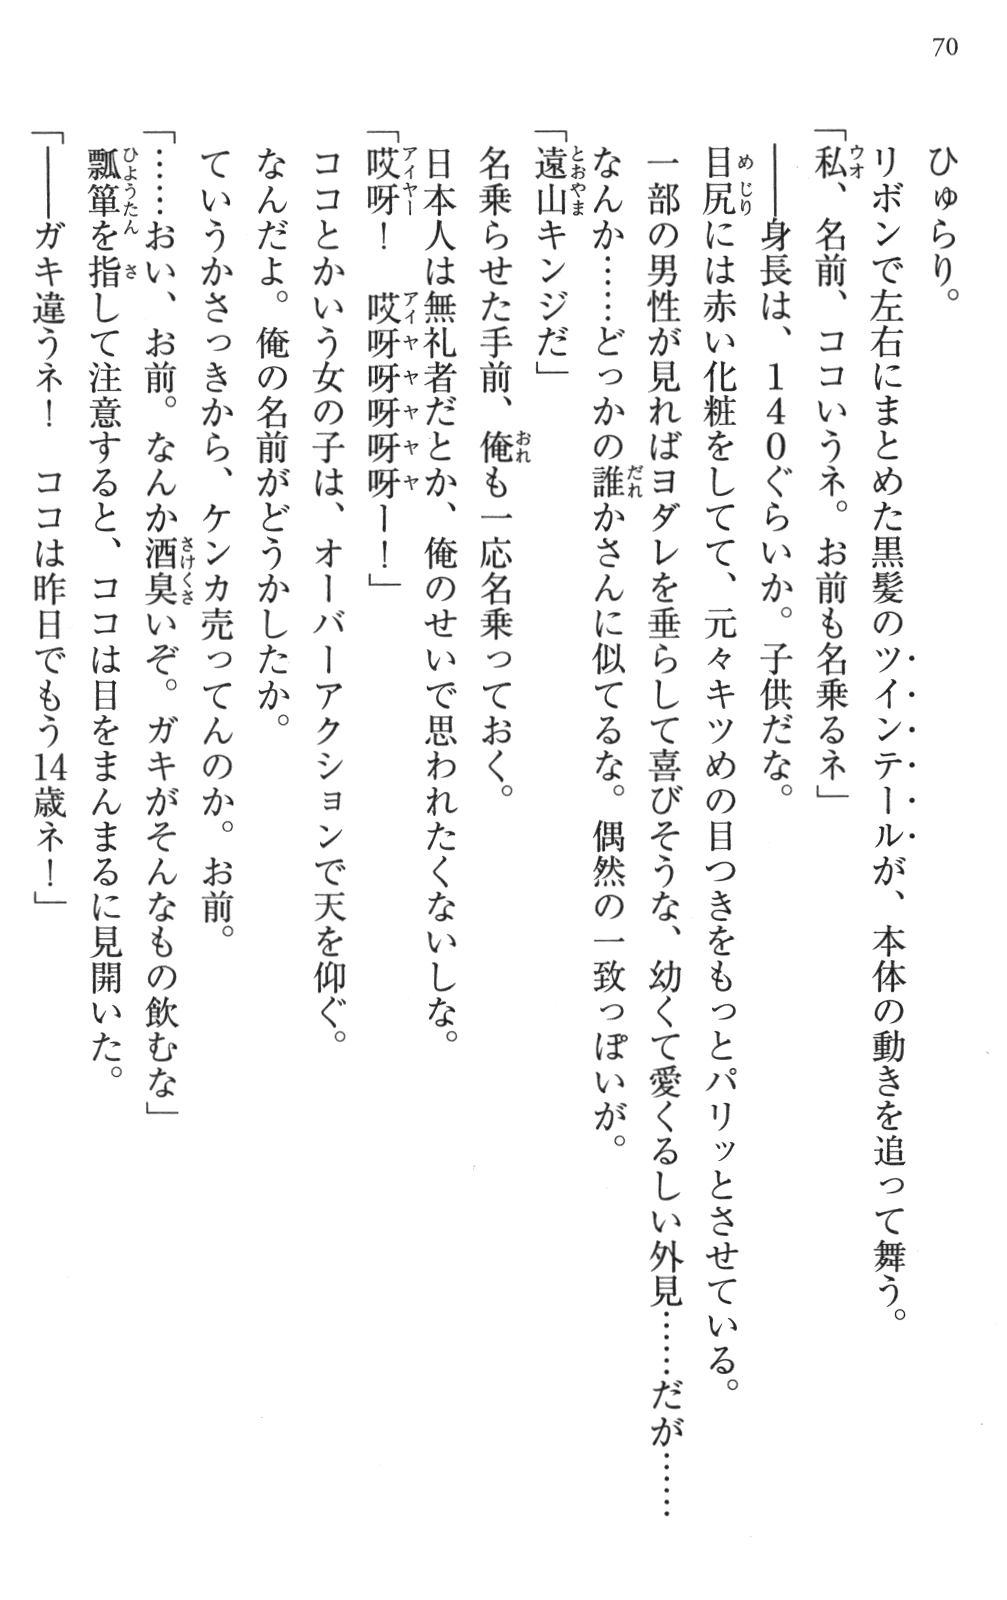 70
ひゅらり。
リボンで左右にまとめた黒髪のツインテールが、本体の動きを追って舞う。
「私、名前、ココいうネ。お前も名乗るネ」
――身長は、140ぐらいか。子供だな。
目尻には赤い化粧をしてて、元々キツめの目つきをもっとパリッとさせている。
一部の男性が見ればヨダレを垂らして喜びそうな、幼くて愛くるしい外見……だが……
なんか……どっかの誰かさんに似てるな。偶然の一致っぽいが。
「遠山キンジだ」
名乗らせた手前、俺も一応名乗っておく。
日本人は無礼者だとか、俺のせいで思われたくないしな。
「哎呀！　哎呀呀呀呀呀ー！」
ココとかいう女の子は、オーバーアクションで天を仰ぐ。
なんだよ。俺の名前がどうかしたか。
ていうかさっきから、ケンカ売ってんのか。お前。
「……おい、お前。なんか酒臭いぞ。ガキがそんなもの飲むな」
瓢箪を指して注意すると、ココは目をまんまるに見開いた。
「――ガキ違うネ！　ココは昨日でもう14歳ネ！」